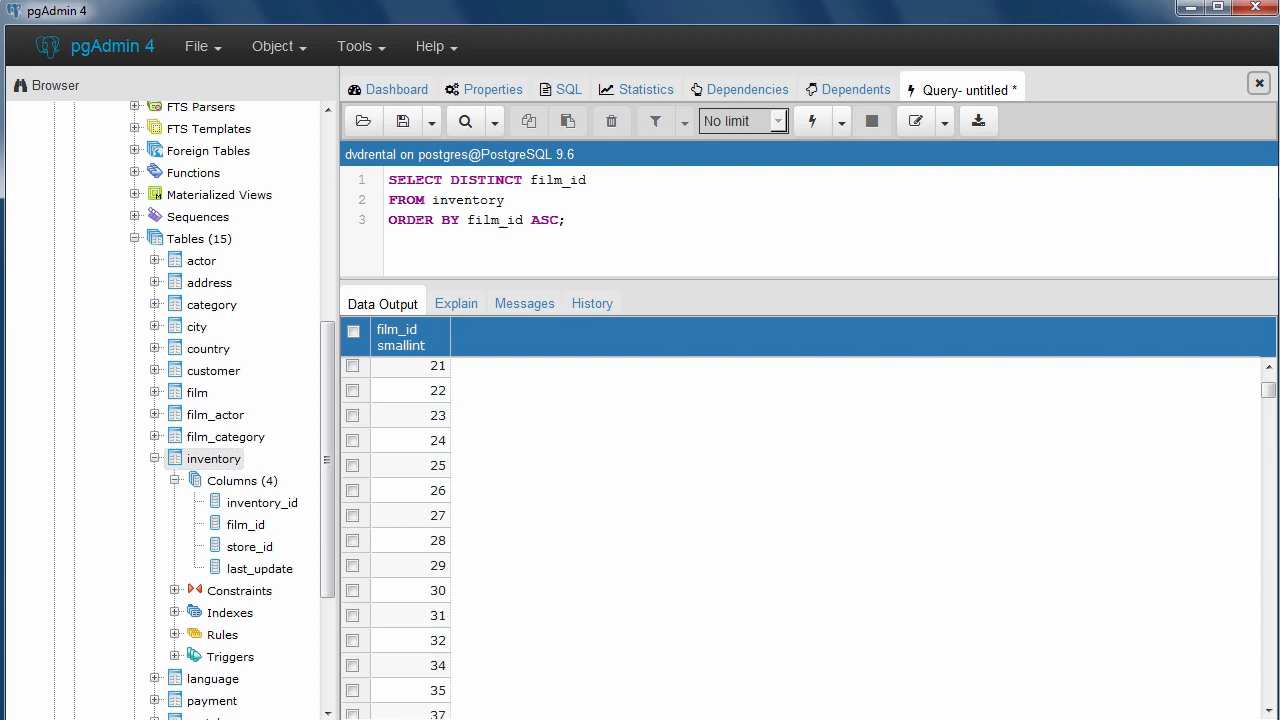 pgAdmin 4
pgAdmin 4 File Object Tools Help
Browser
FTS Parsers
FTS Templates
Foreign Tables
Functions
Materialized Views
Sequences
Tables (15)
actor
address
category
city
country
customer
film
film_actor
film_category
inventory
Columns (4)
inventory_id
film_id
store_id
last_update
Constraints
Indexes
Rules
Triggers
language
payment
Dashboard Properties SQL Statistics Dependencies Dependents Query- untitled *
No limit
dvdrental on postgres@PostgreSQL 9.6
1 SELECT DISTINCT film_id
2 FROM inventory
3 ORDER BY film_id ASC;
Data Output Explain Messages History
film_id
smallint
21
22
23
24
25
26
27
28
29
30
31
32
34
35
37